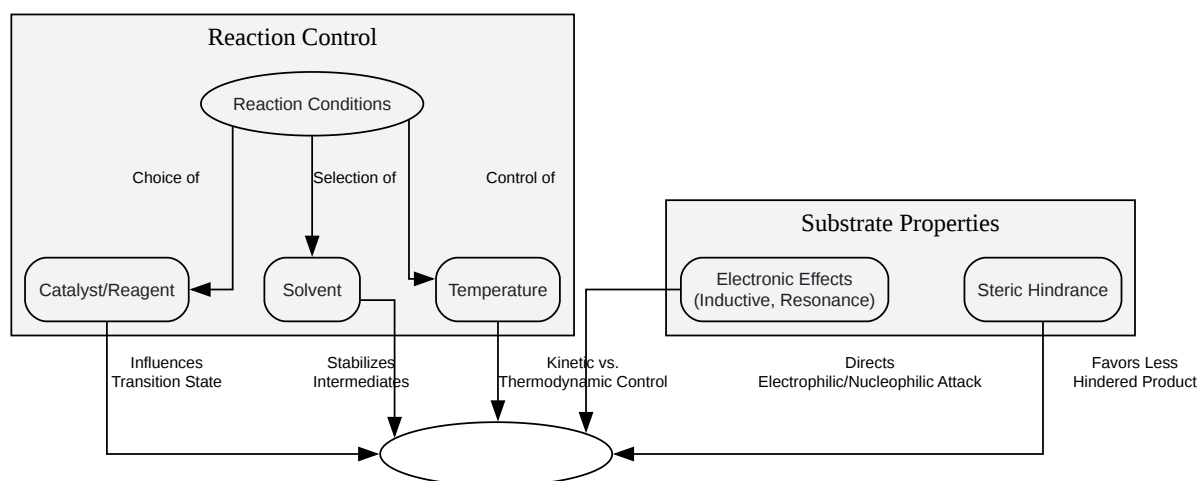 Reaction Control
Reaction Conditions
Choice of
Selection of
Control of
Substrate Properties
Catalyst/Reagent
Solvent
Temperature
Electronic Effects
(Inductive, Resonance)
Steric Hindrance
Influences
Transition State
Stabilizes
Intermediates
Kinetic vs.
Thermodynamic Control
Directs
Electrophilic/Nucleophilic Attack
Favors Less
Hindered Product